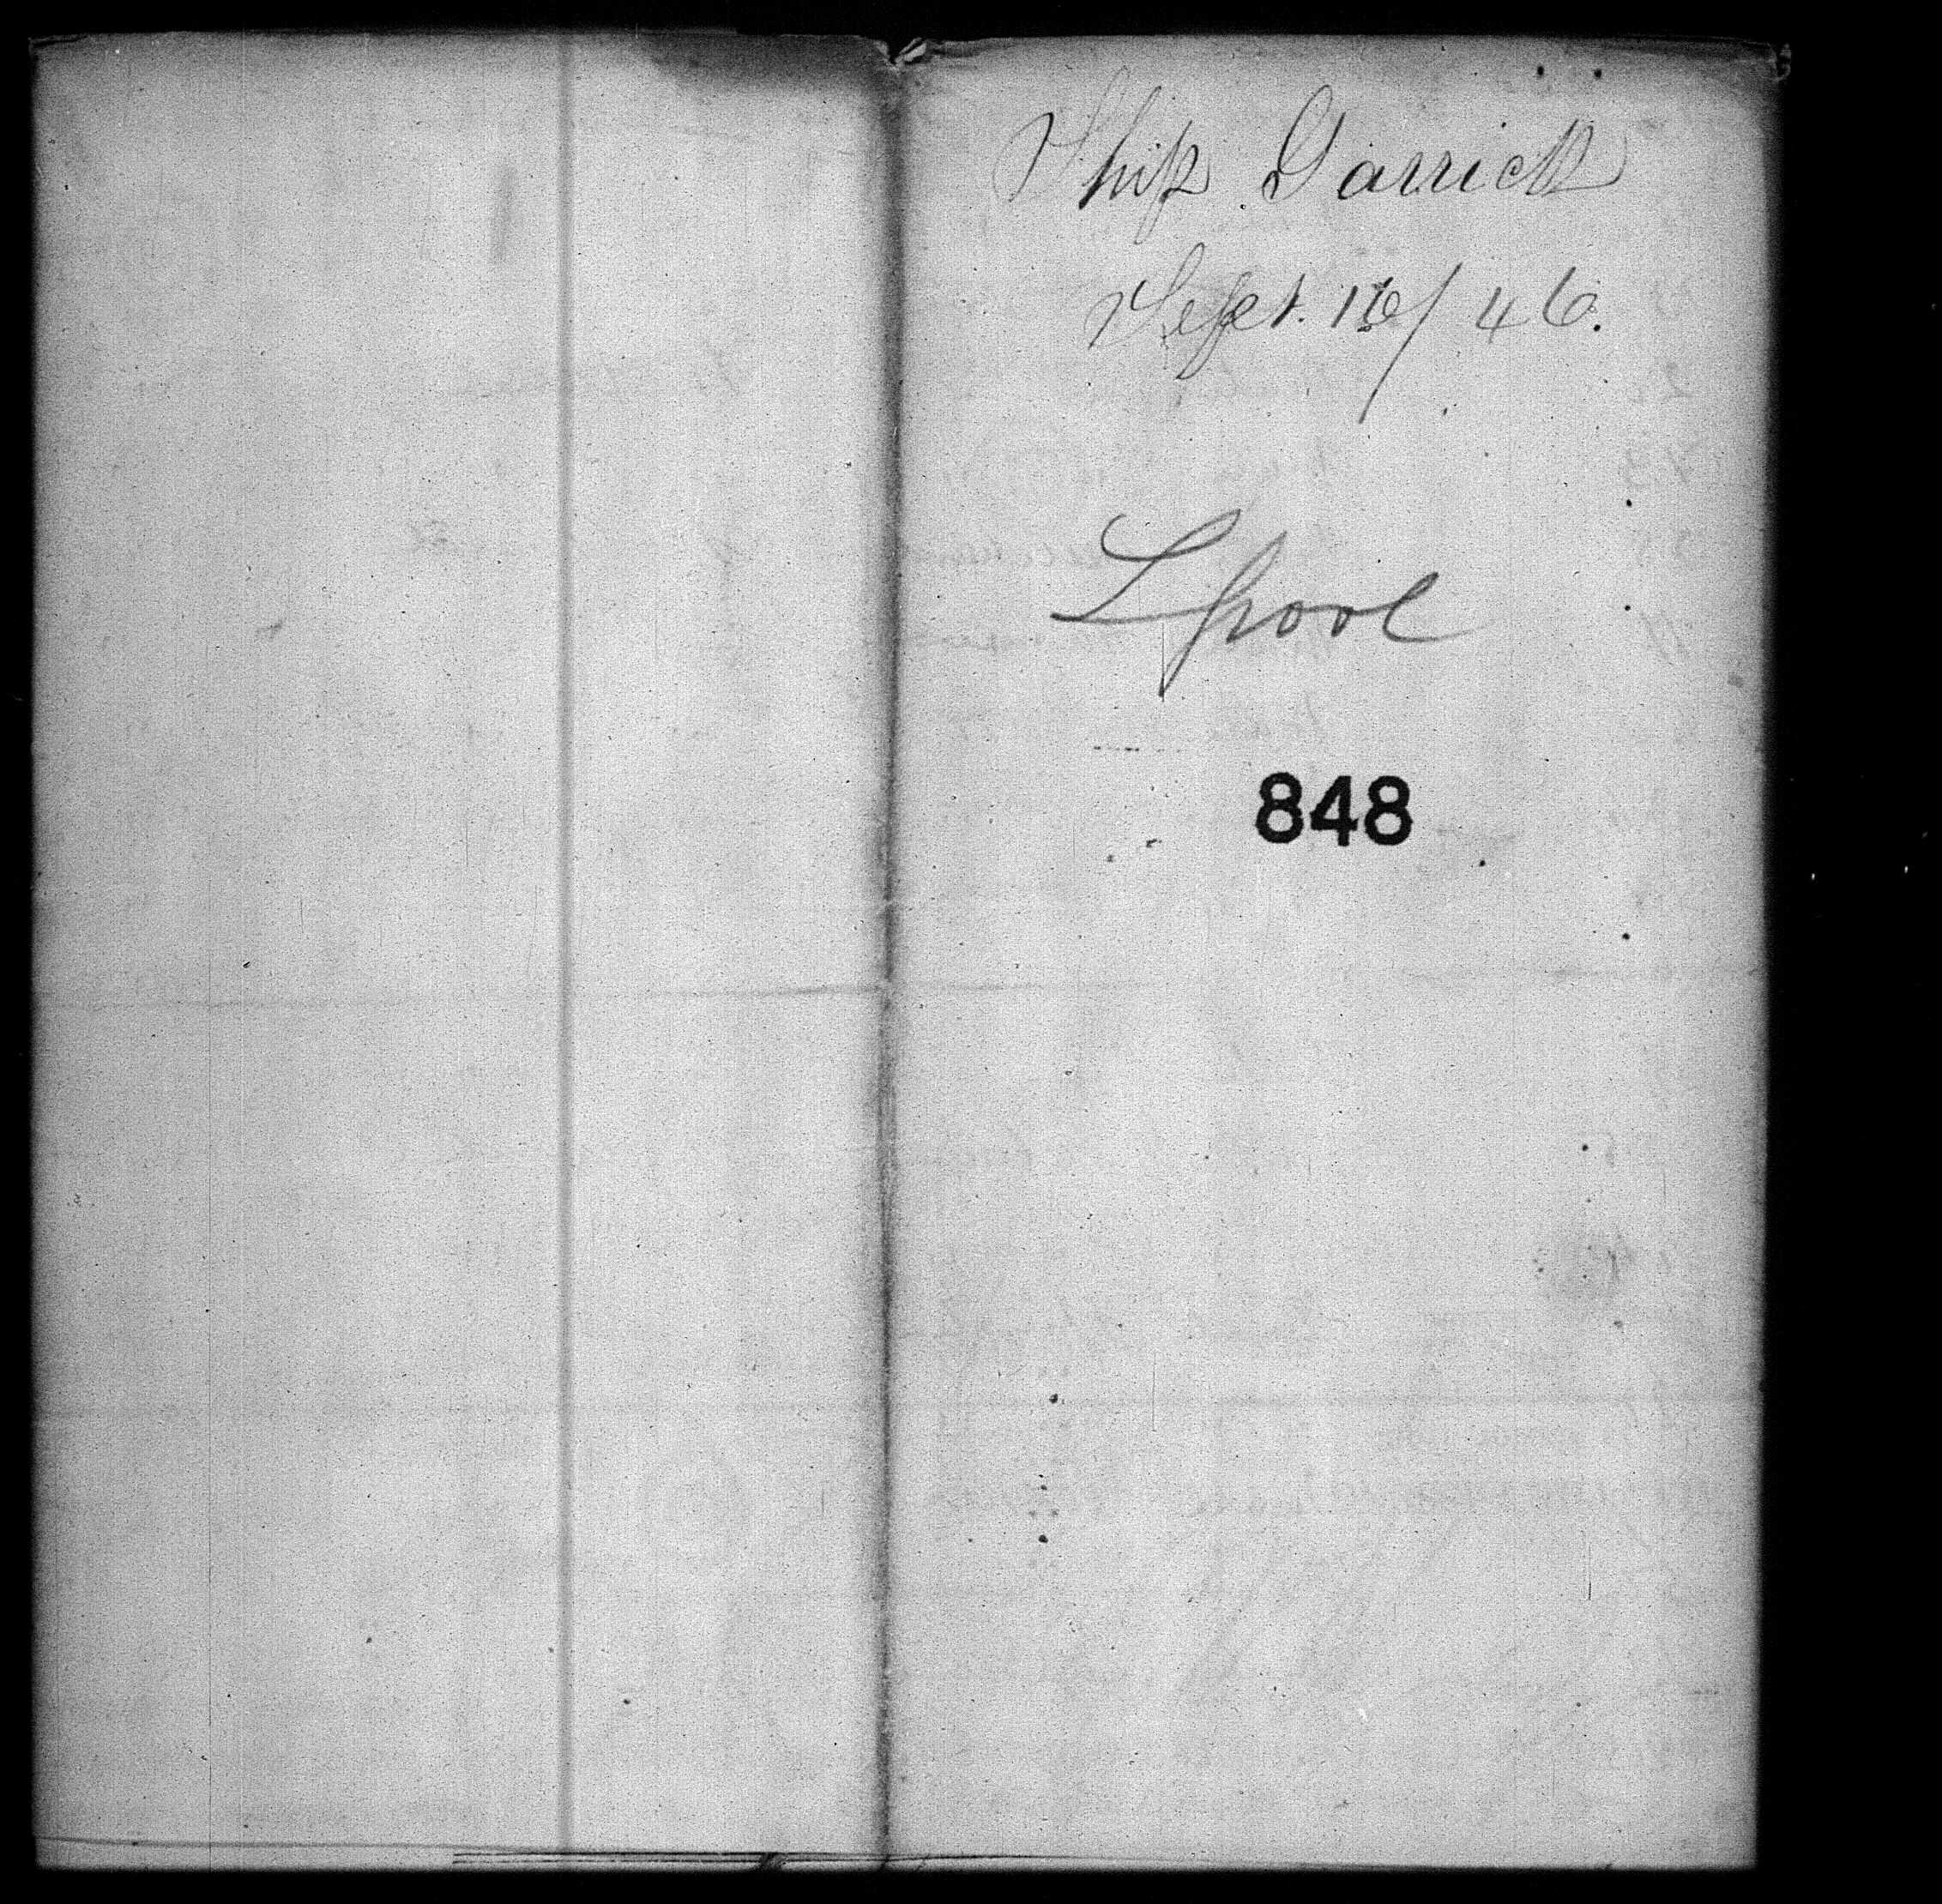 Ship Garrick
Sept. 16/46.
Lpool
848